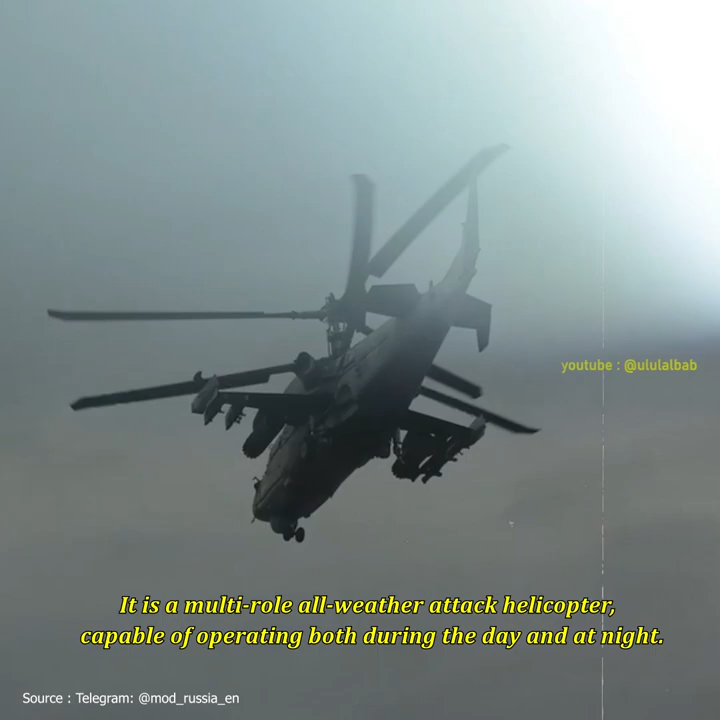 youtube : @ululalbab
It is a multi-role all-weather attack helicopter,
capable of operating both during the day and at night.
Source : Telegram: @mod_russia_en